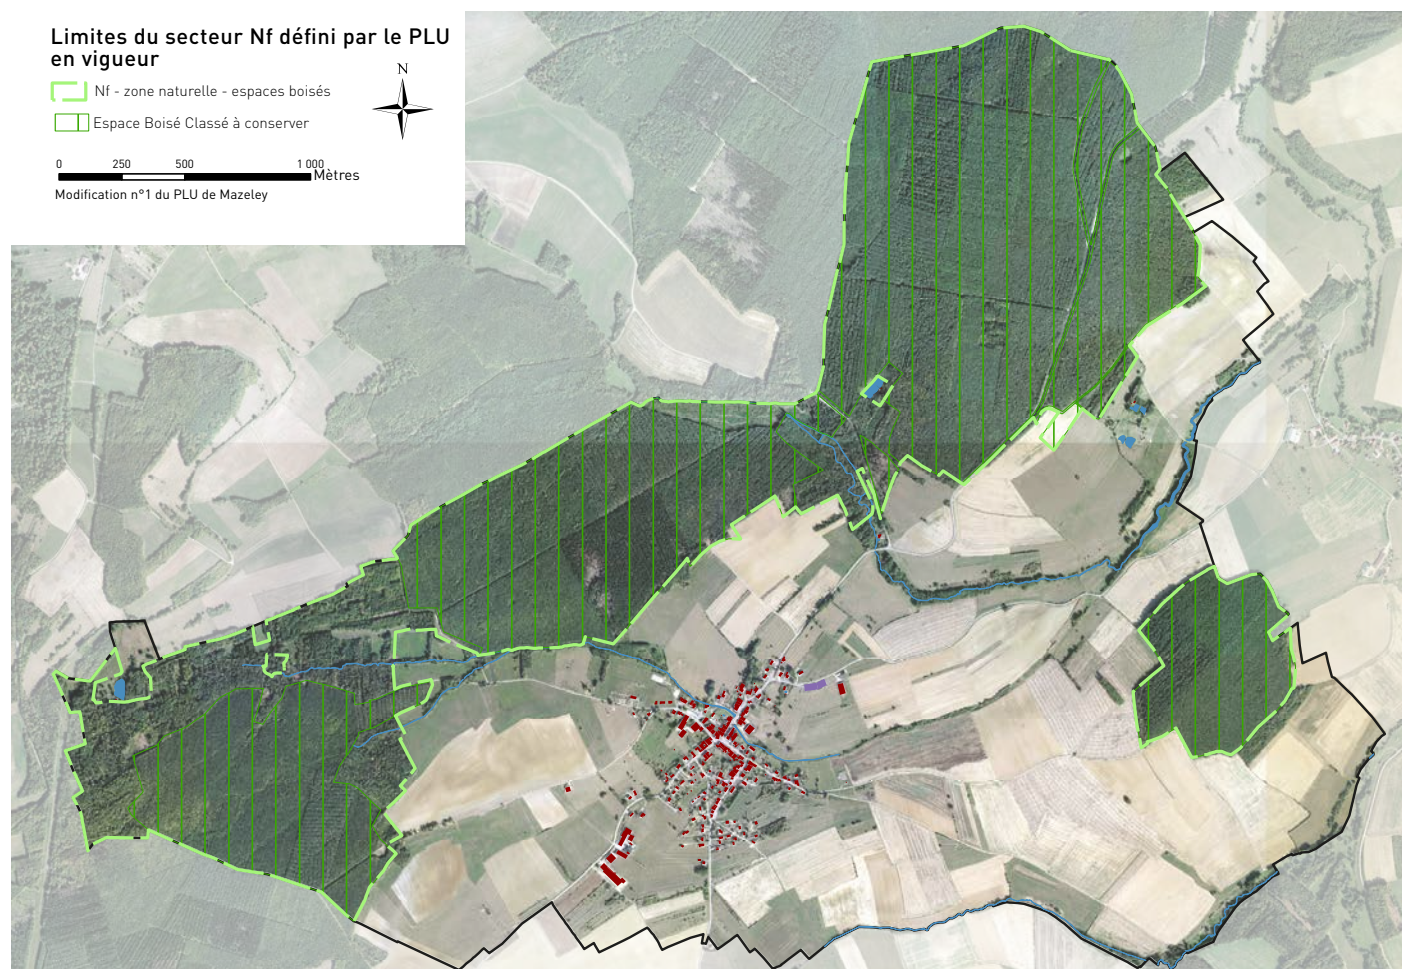 Limites du secteur Nf défini par le PLU
en vigueur
N
Nf - zone naturelle - espaces boisés
Espace Boisé Classé à conserver
0 250 500 1 000
Mètres
Modification n°1 du PLU de Mazeley